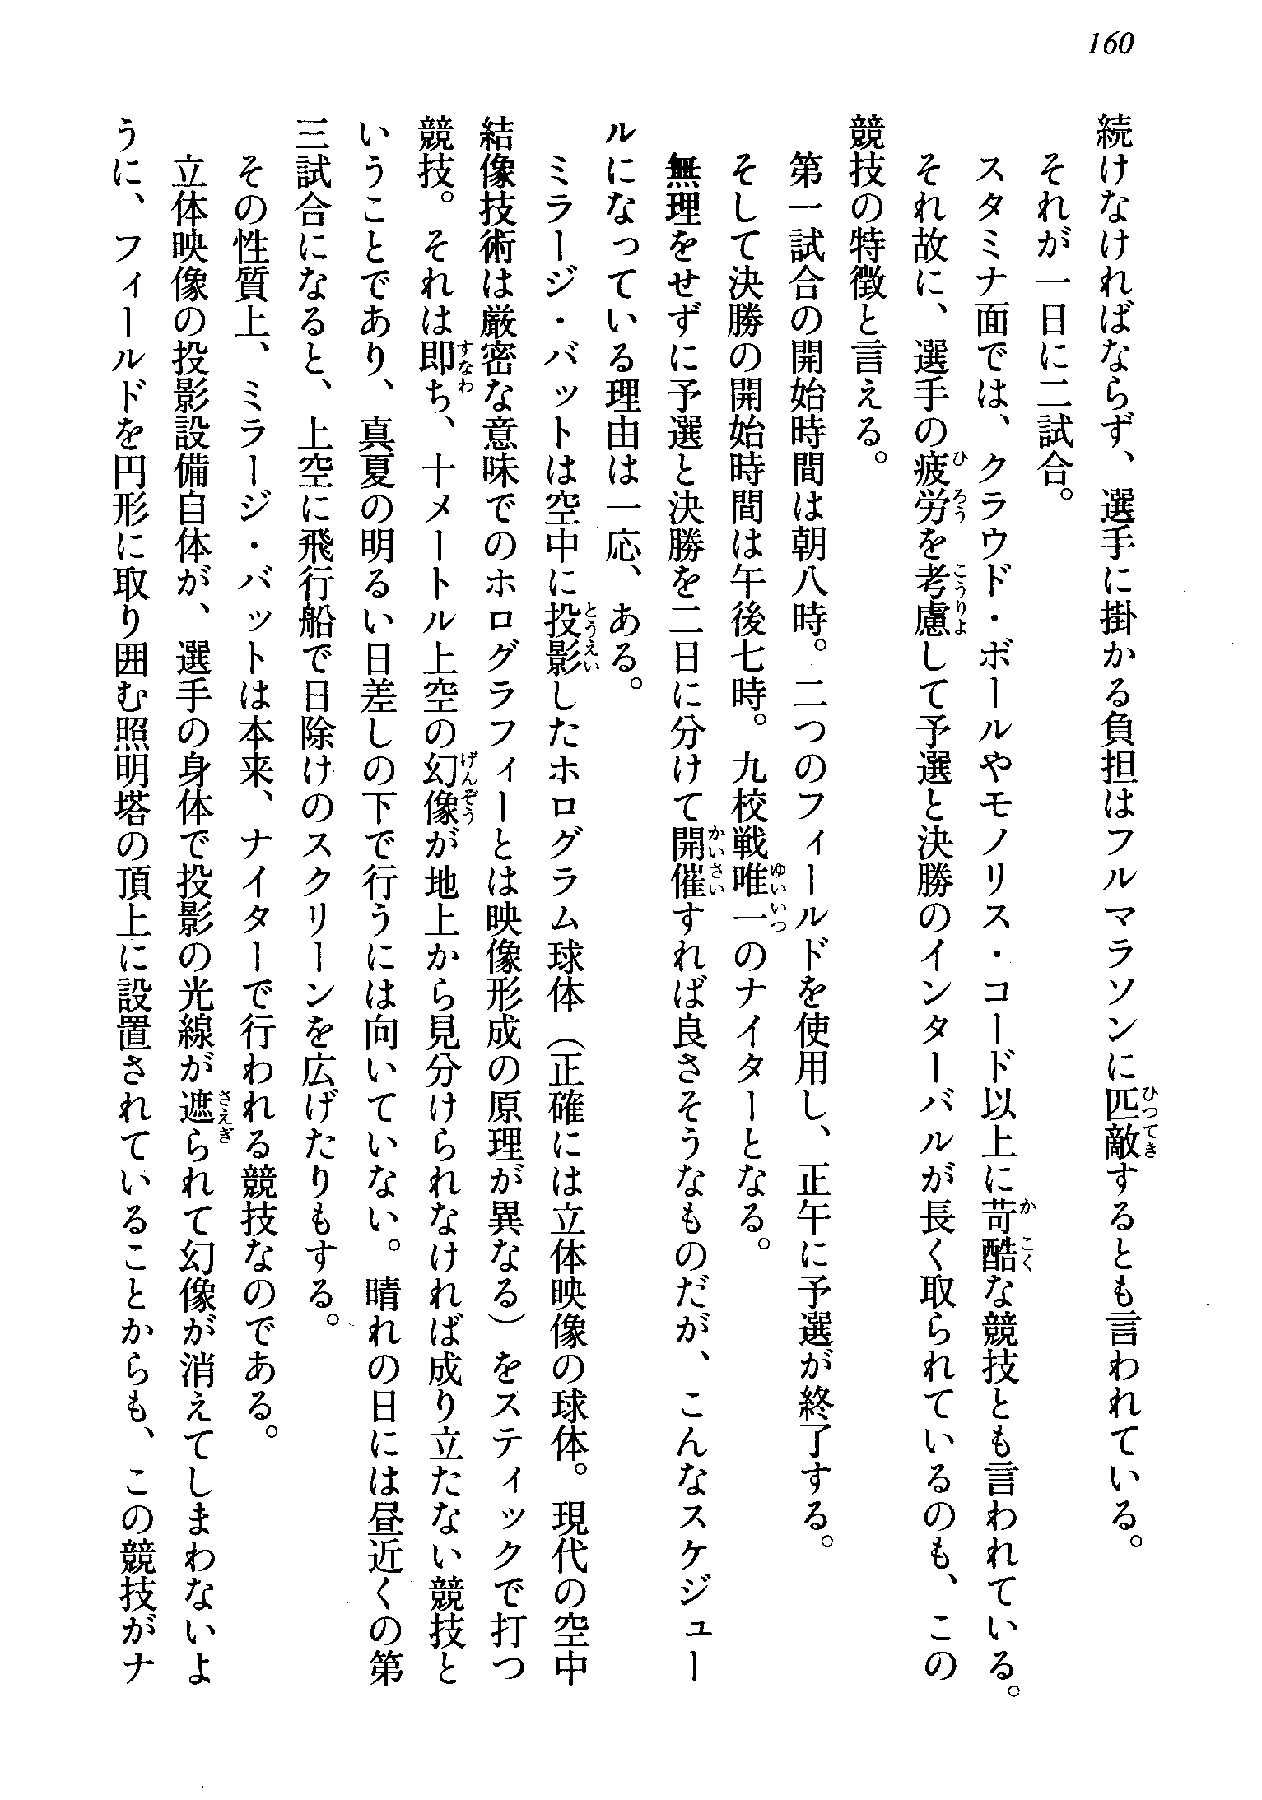 160
続けなければならず、選手に掛かる負担はフルマラソンに匹敵するとも言われている。
それが一日に二試合。
スタミナ面では、クラウド・ボールやモノリス・コード以上に苛酷な競技とも言われている。
それ故に、選手の疲労を考慮して予選と決勝のインターバルが長く取られているのも、この
競技の特徴と言える。
第一試合の開始時間は朝八時。二つのフィールドを使用し、正午に予選が終了する。
そして決勝の開始時間は午後七時。九校戦唯一のナイターとなる。
無理をせずに予選と決勝を二日に分けて開催すれば良さそうなものだが、こんなスケジュー
ルになっている理由は一応、ある。
ミラージ・バットは空中に投影したホログラム球体（正確には立体映像の球体。現代の空中
結像技術は厳密な意味でのホログラフィーとは映像形成の原理が異なる）をスティックで打つ
競技。それは即ち、十メートル上空の幻像が地上から見分けられなければ成り立たない競技と
いうことであり、真夏の明るい日差しの下で行うには向いていない。晴れの日には昼近くの第
三試合になると、上空に飛行船で日除けのスクリーンを広げたりもする。
その性質上、ミラージ・バットは本来、ナイターで行われる競技なのである。
立体映像の投影設備自体が、選手の身体で投影の光線が遮られて幻像が消えてしまわないよ
うに、フィールドを円形に取り囲む照明塔の頂上に設置されていることからも、この競技がナ